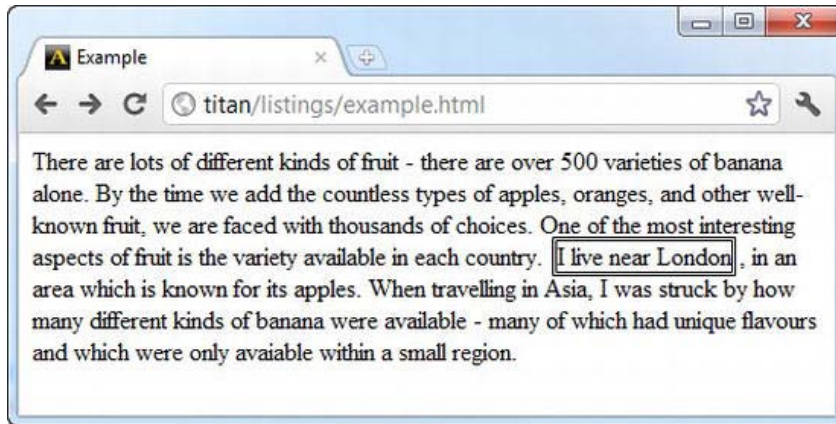 Example
titan/listings/example.html
There are lots of different kinds of fruit - there are over 500 varieties of banana
alone. By the time we add the countless types of apples, oranges, and other well-
known fruit, we are faced with thousands of choices. One of the most interesting
aspects of fruit is the variety available in each country. I live near London , in an
area which is known for its apples. When travelling in Asia, I was struck by how
many different kinds of banana were available - many of which had unique flavours
and which were only avaiable within a small region.